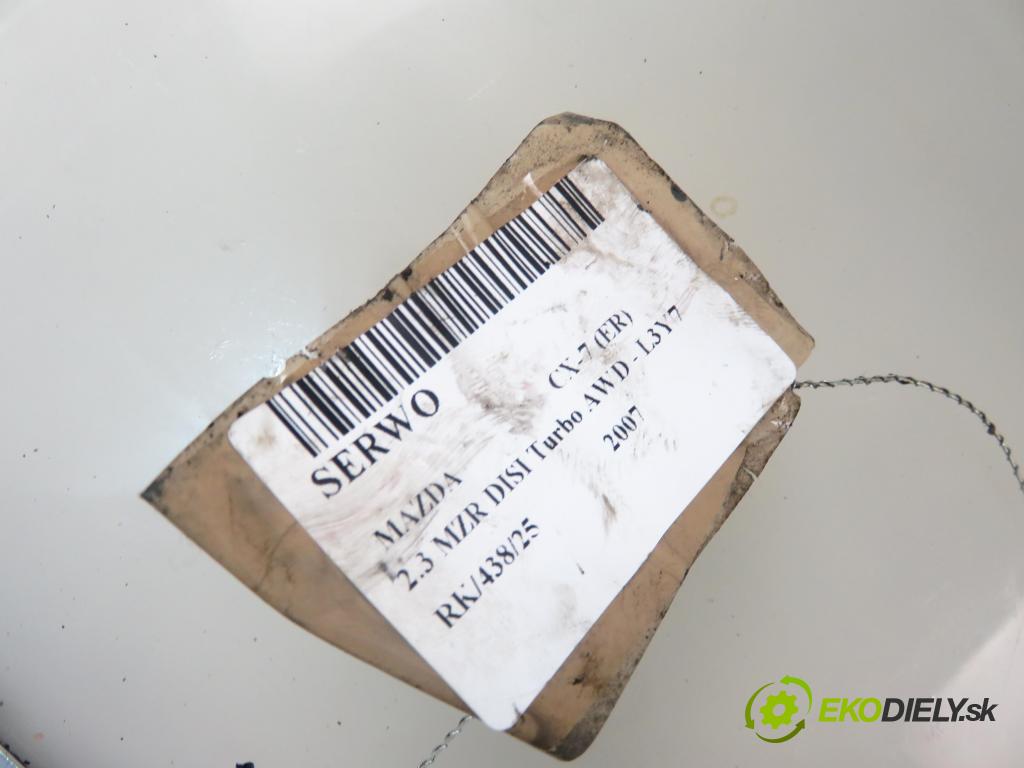 SERWO
MAZDA CX-7 (ER)
2.3 MZR DISI Turbo AWD - L3Y7
RK/438/25 2007
EKODIELY.sk